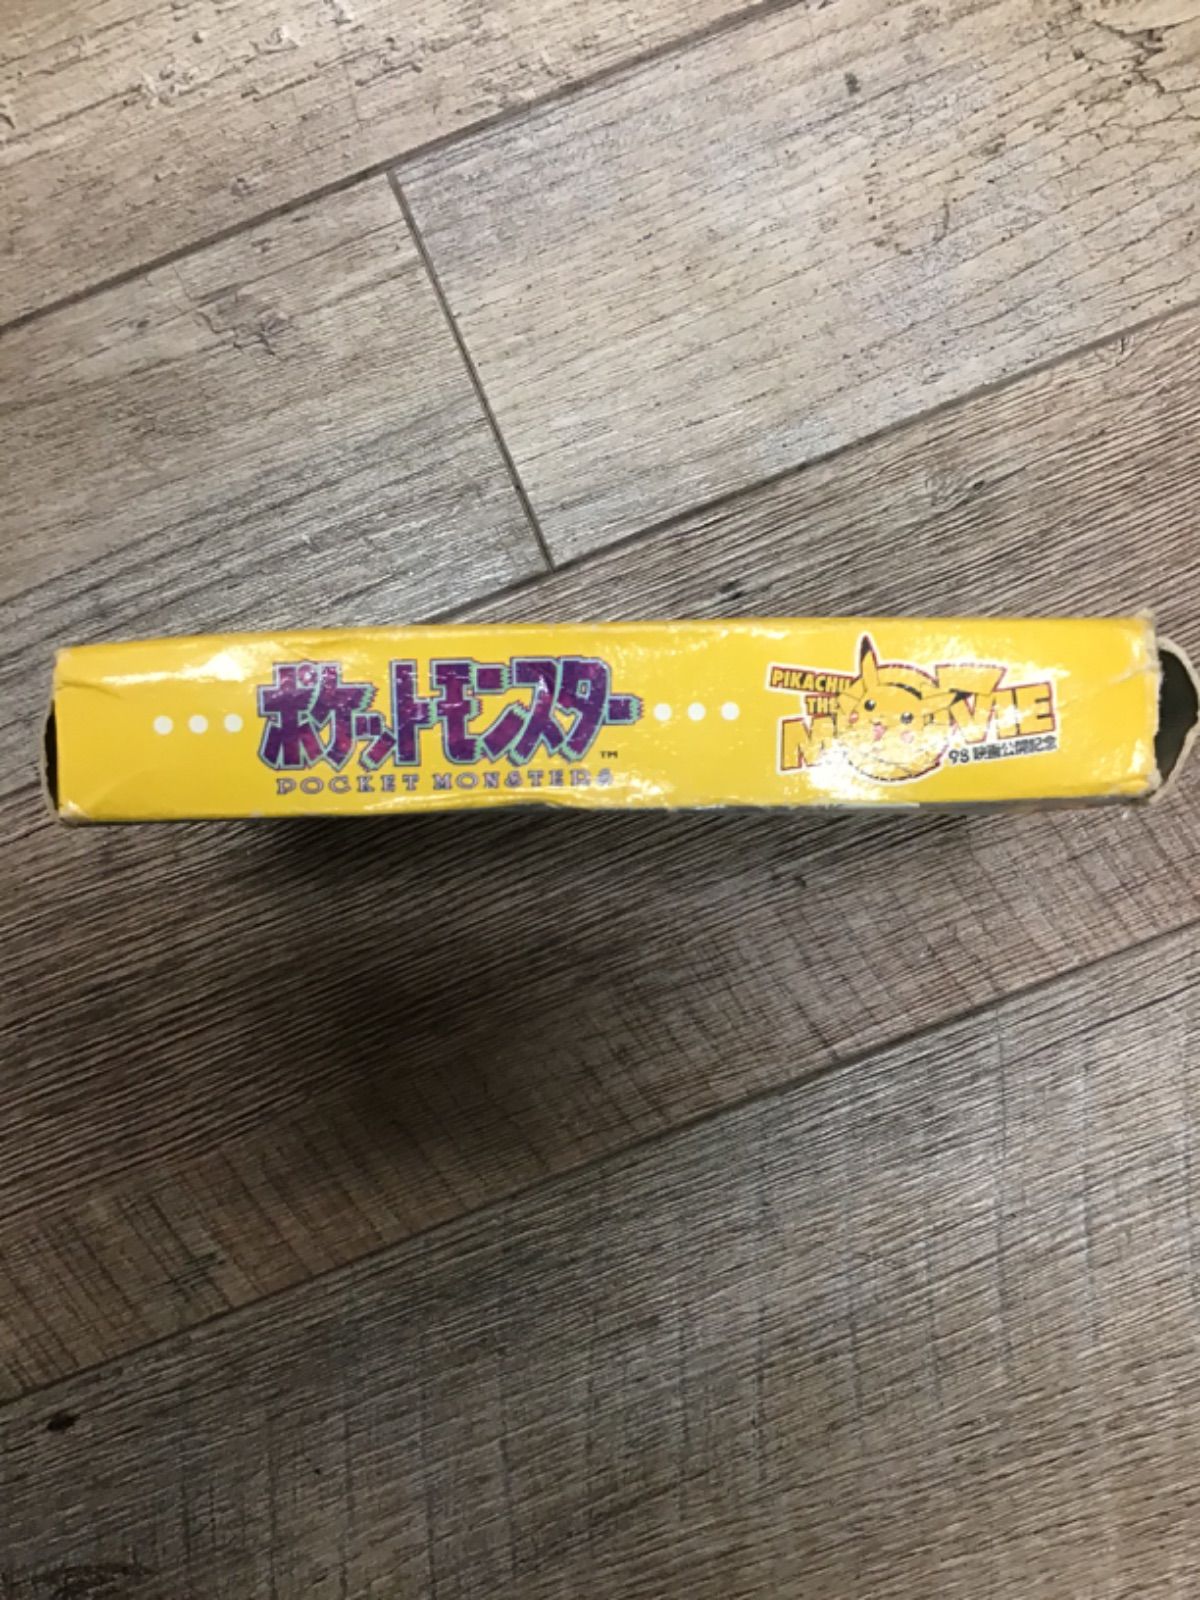 ポケットモンスター
TM
POCKET MONSTERS
PIKACHU
THE
MOVIE
98 映画公開記念